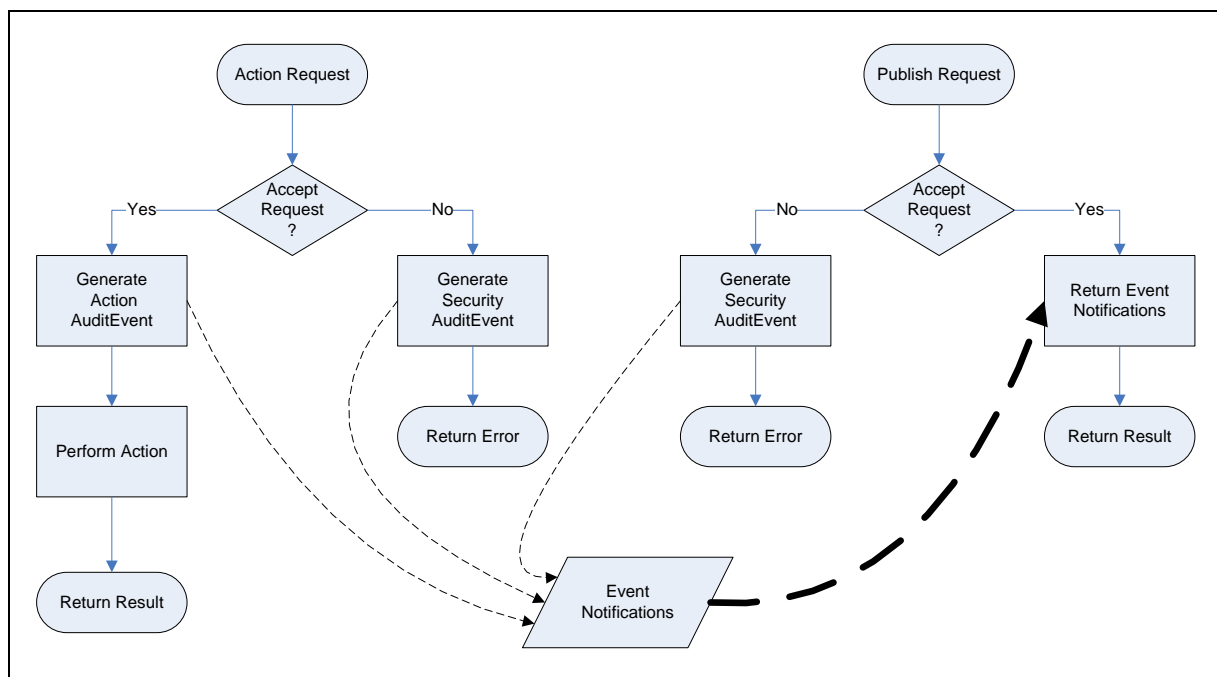 Action Request
Publish Request
Accept
Request
?
Accept
Request
?
Yes
No
No
Yes
Generate
Action
AuditEvent
Generate
Security
AuditEvent
Generate
Security
AuditEvent
Return Event
Notifications
Perform Action
Return Error
Return Error
Return Result
Return Result
Event
Notifications